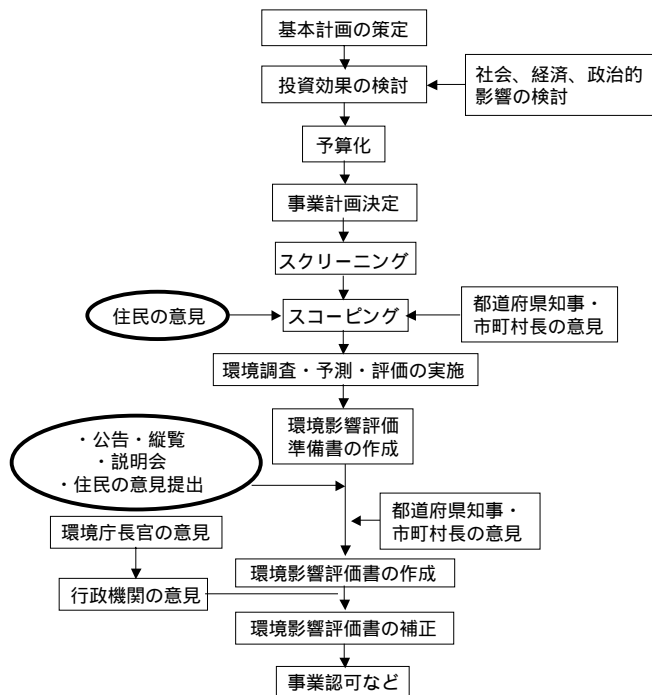 基本計画の策定
投資効果の検討
社会、経済、政治的
影響の検討
予算化
事業計画決定
スクリーニング
住民の意見
スコーピング
都道府県知事・
市町村長の意見
環境調査・予測・評価の実施
環境影響評価
準備書の作成
・公告・縦覧
・説明会
・住民の意見提出
都道府県知事・
市町村長の意見
環境庁長官の意見
環境影響評価書の作成
行政機関の意見
環境影響評価書の補正
事業認可など